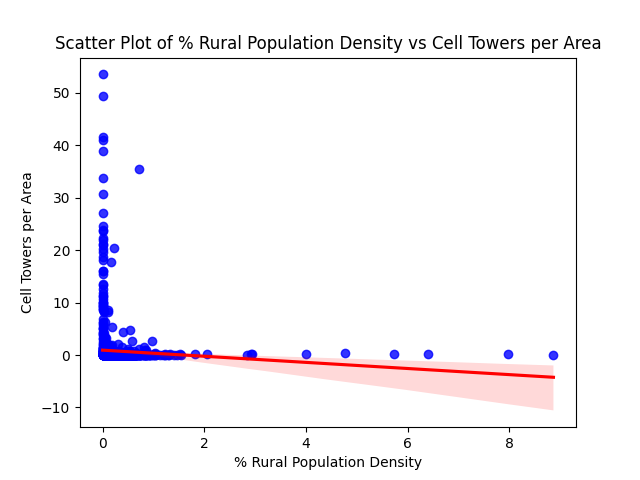 Scatter Plot of % Rural Population Density vs Cell Towers per Area
50
40
30
20
10
0
−10
Cell Towers per Area
0 2 4 6 8
% Rural Population Density